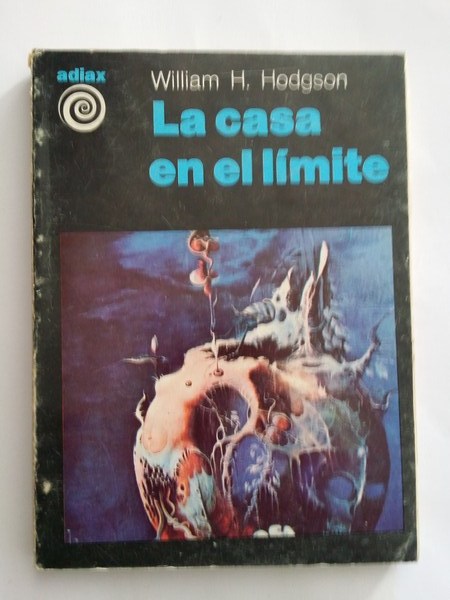 adiax
William H. Hodgson
La casa
en el límite